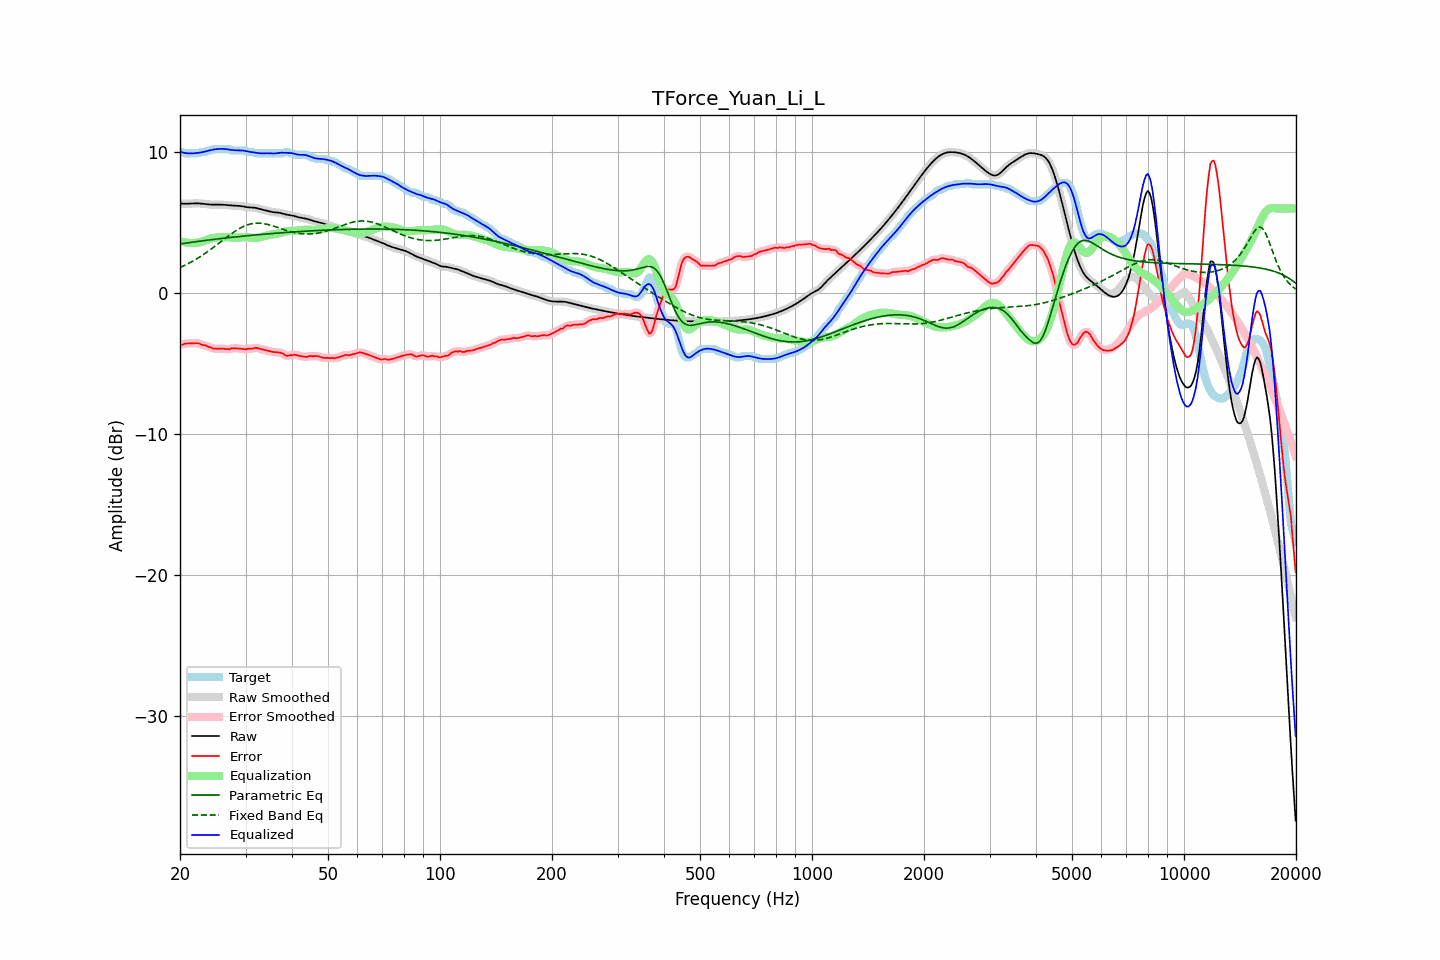 TForce_Yuan_Li_L
Amplitude (dBr)
10
0
−10
−20
−30
Target
Raw Smoothed
Error Smoothed
Raw
Error
Equalization
Parametric Eq
Fixed Band Eq
Equalized
20 50 100 200 500 1000 2000 5000 10000 20000
Frequency (Hz)